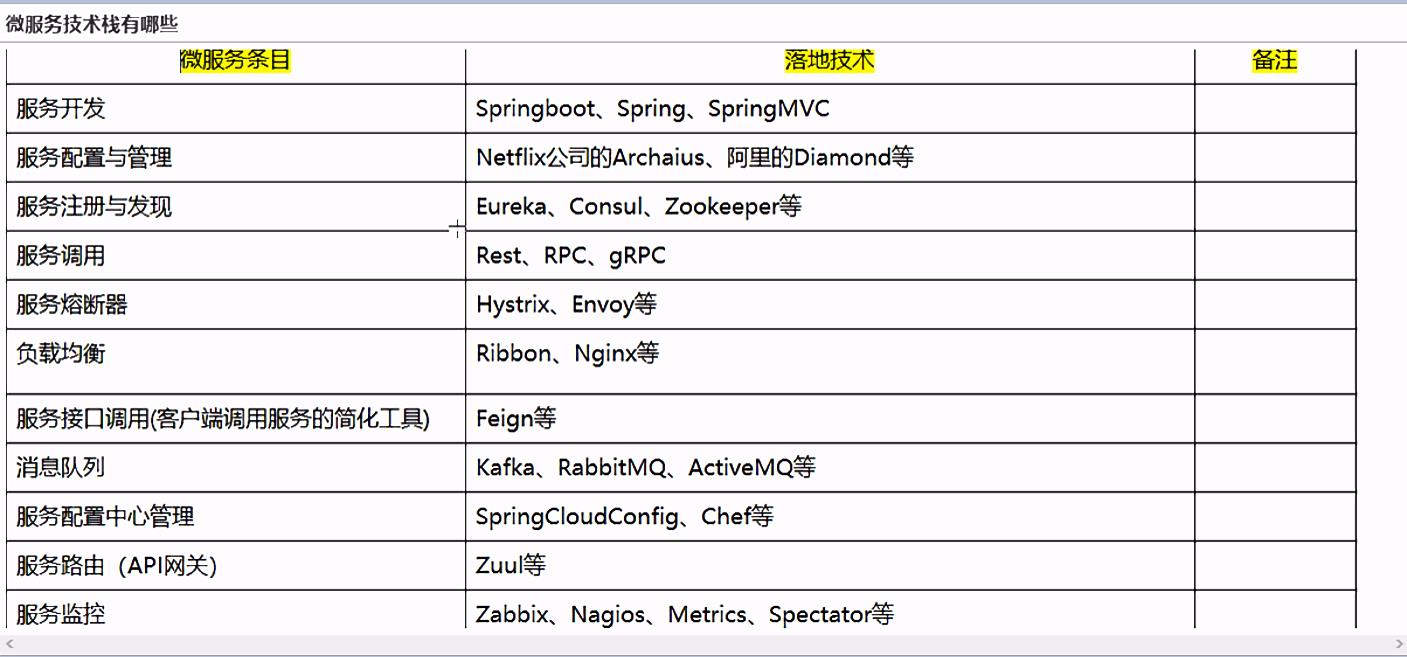 微服务技术栈有哪些
微服务条目 落地技术 备注
服务开发 Springboot、Spring、SpringMVC
服务配置与管理 Netflix公司的Archaius、阿里的Diamond等
服务注册与发现 Eureka、Consul、Zookeeper等
服务调用 Rest、RPC、gRPC
服务熔断器 Hystrix、Envoy等
负载均衡 Ribbon、Nginx等
服务接口调用(客户端调用服务的简化工具) Feign等
消息队列 Kafka、RabbitMQ、ActiveMQ等
服务配置中心管理 SpringCloudConfig、Chef等
服务路由（API网关） Zuul等
服务监控 Zabbix、Nagios、Metrics、Spectator等